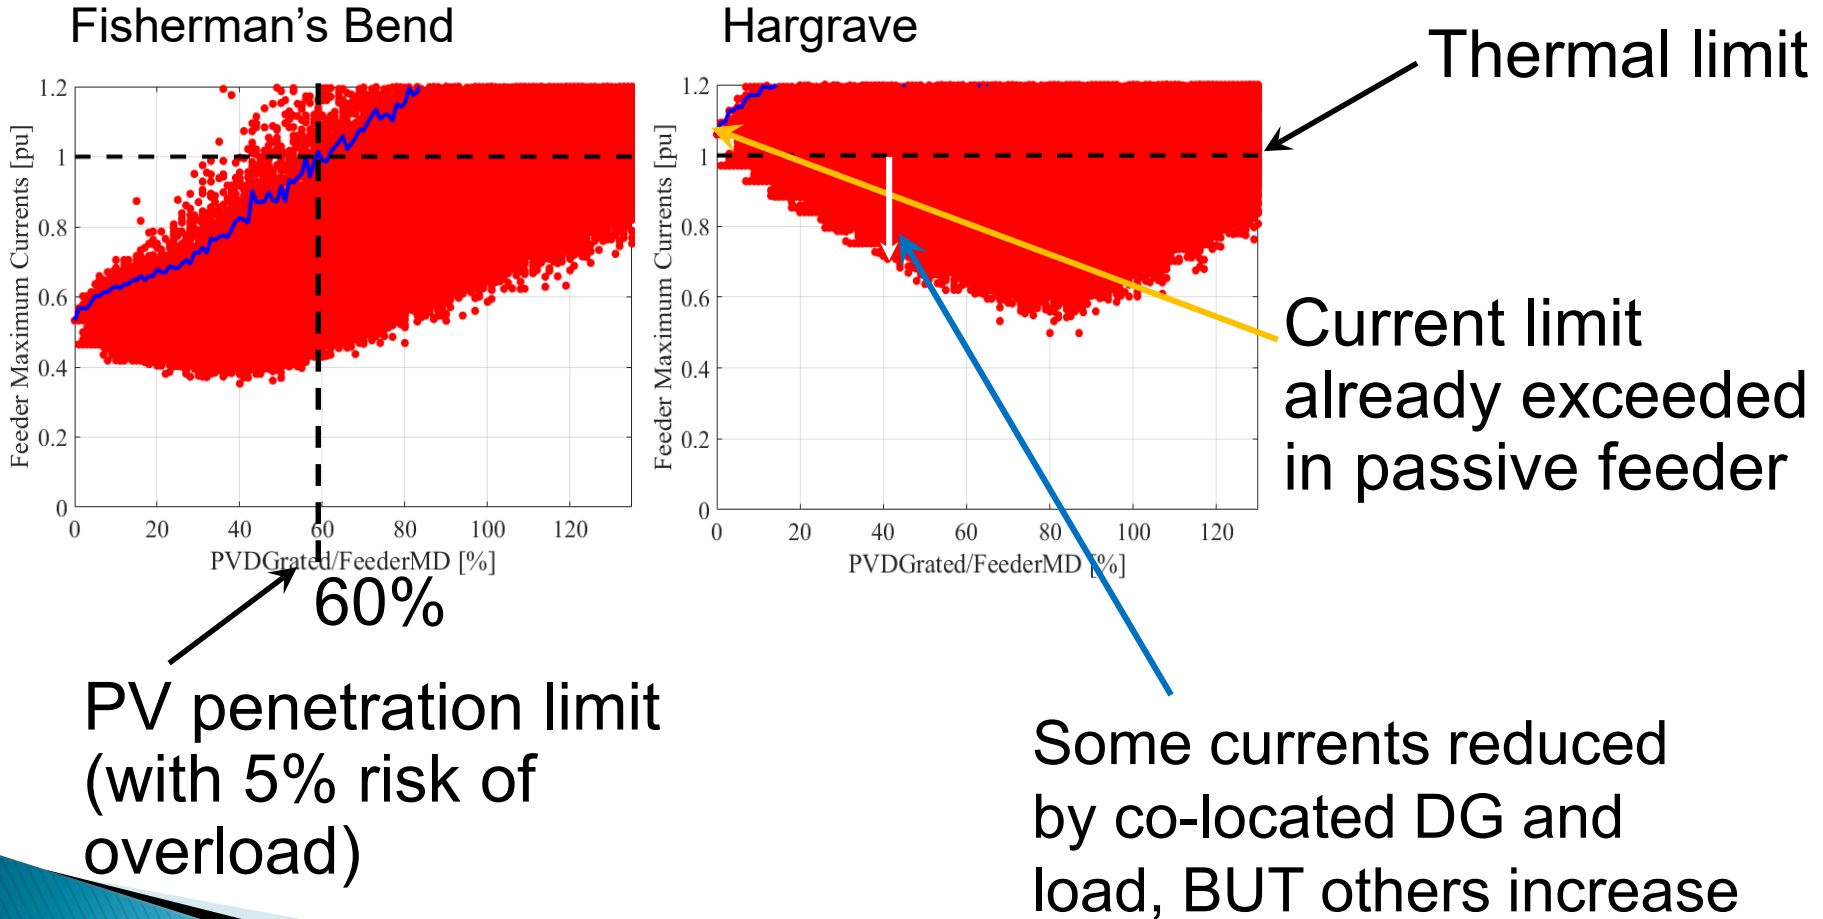 Fisherman's Bend
Hargrave
Thermal limit
Feeder Maximum Currents [pu]
1.2
1
0.8
0.6
0.4
0.2
0
0 20 40 60 80 100 120
PVDGrated/FeederMD [%]
60%
PV penetration limit
(with 5% risk of
overload)
Feeder Maximum Currents [pu]
1.2
1
0.8
0.6
0.4
0.2
0
0 20 40 60 80 100 120
PVDGrated/FeederMD [%]
Current limit
already exceeded
in passive feeder
Some currents reduced
by co-located DG and
load, BUT others increase